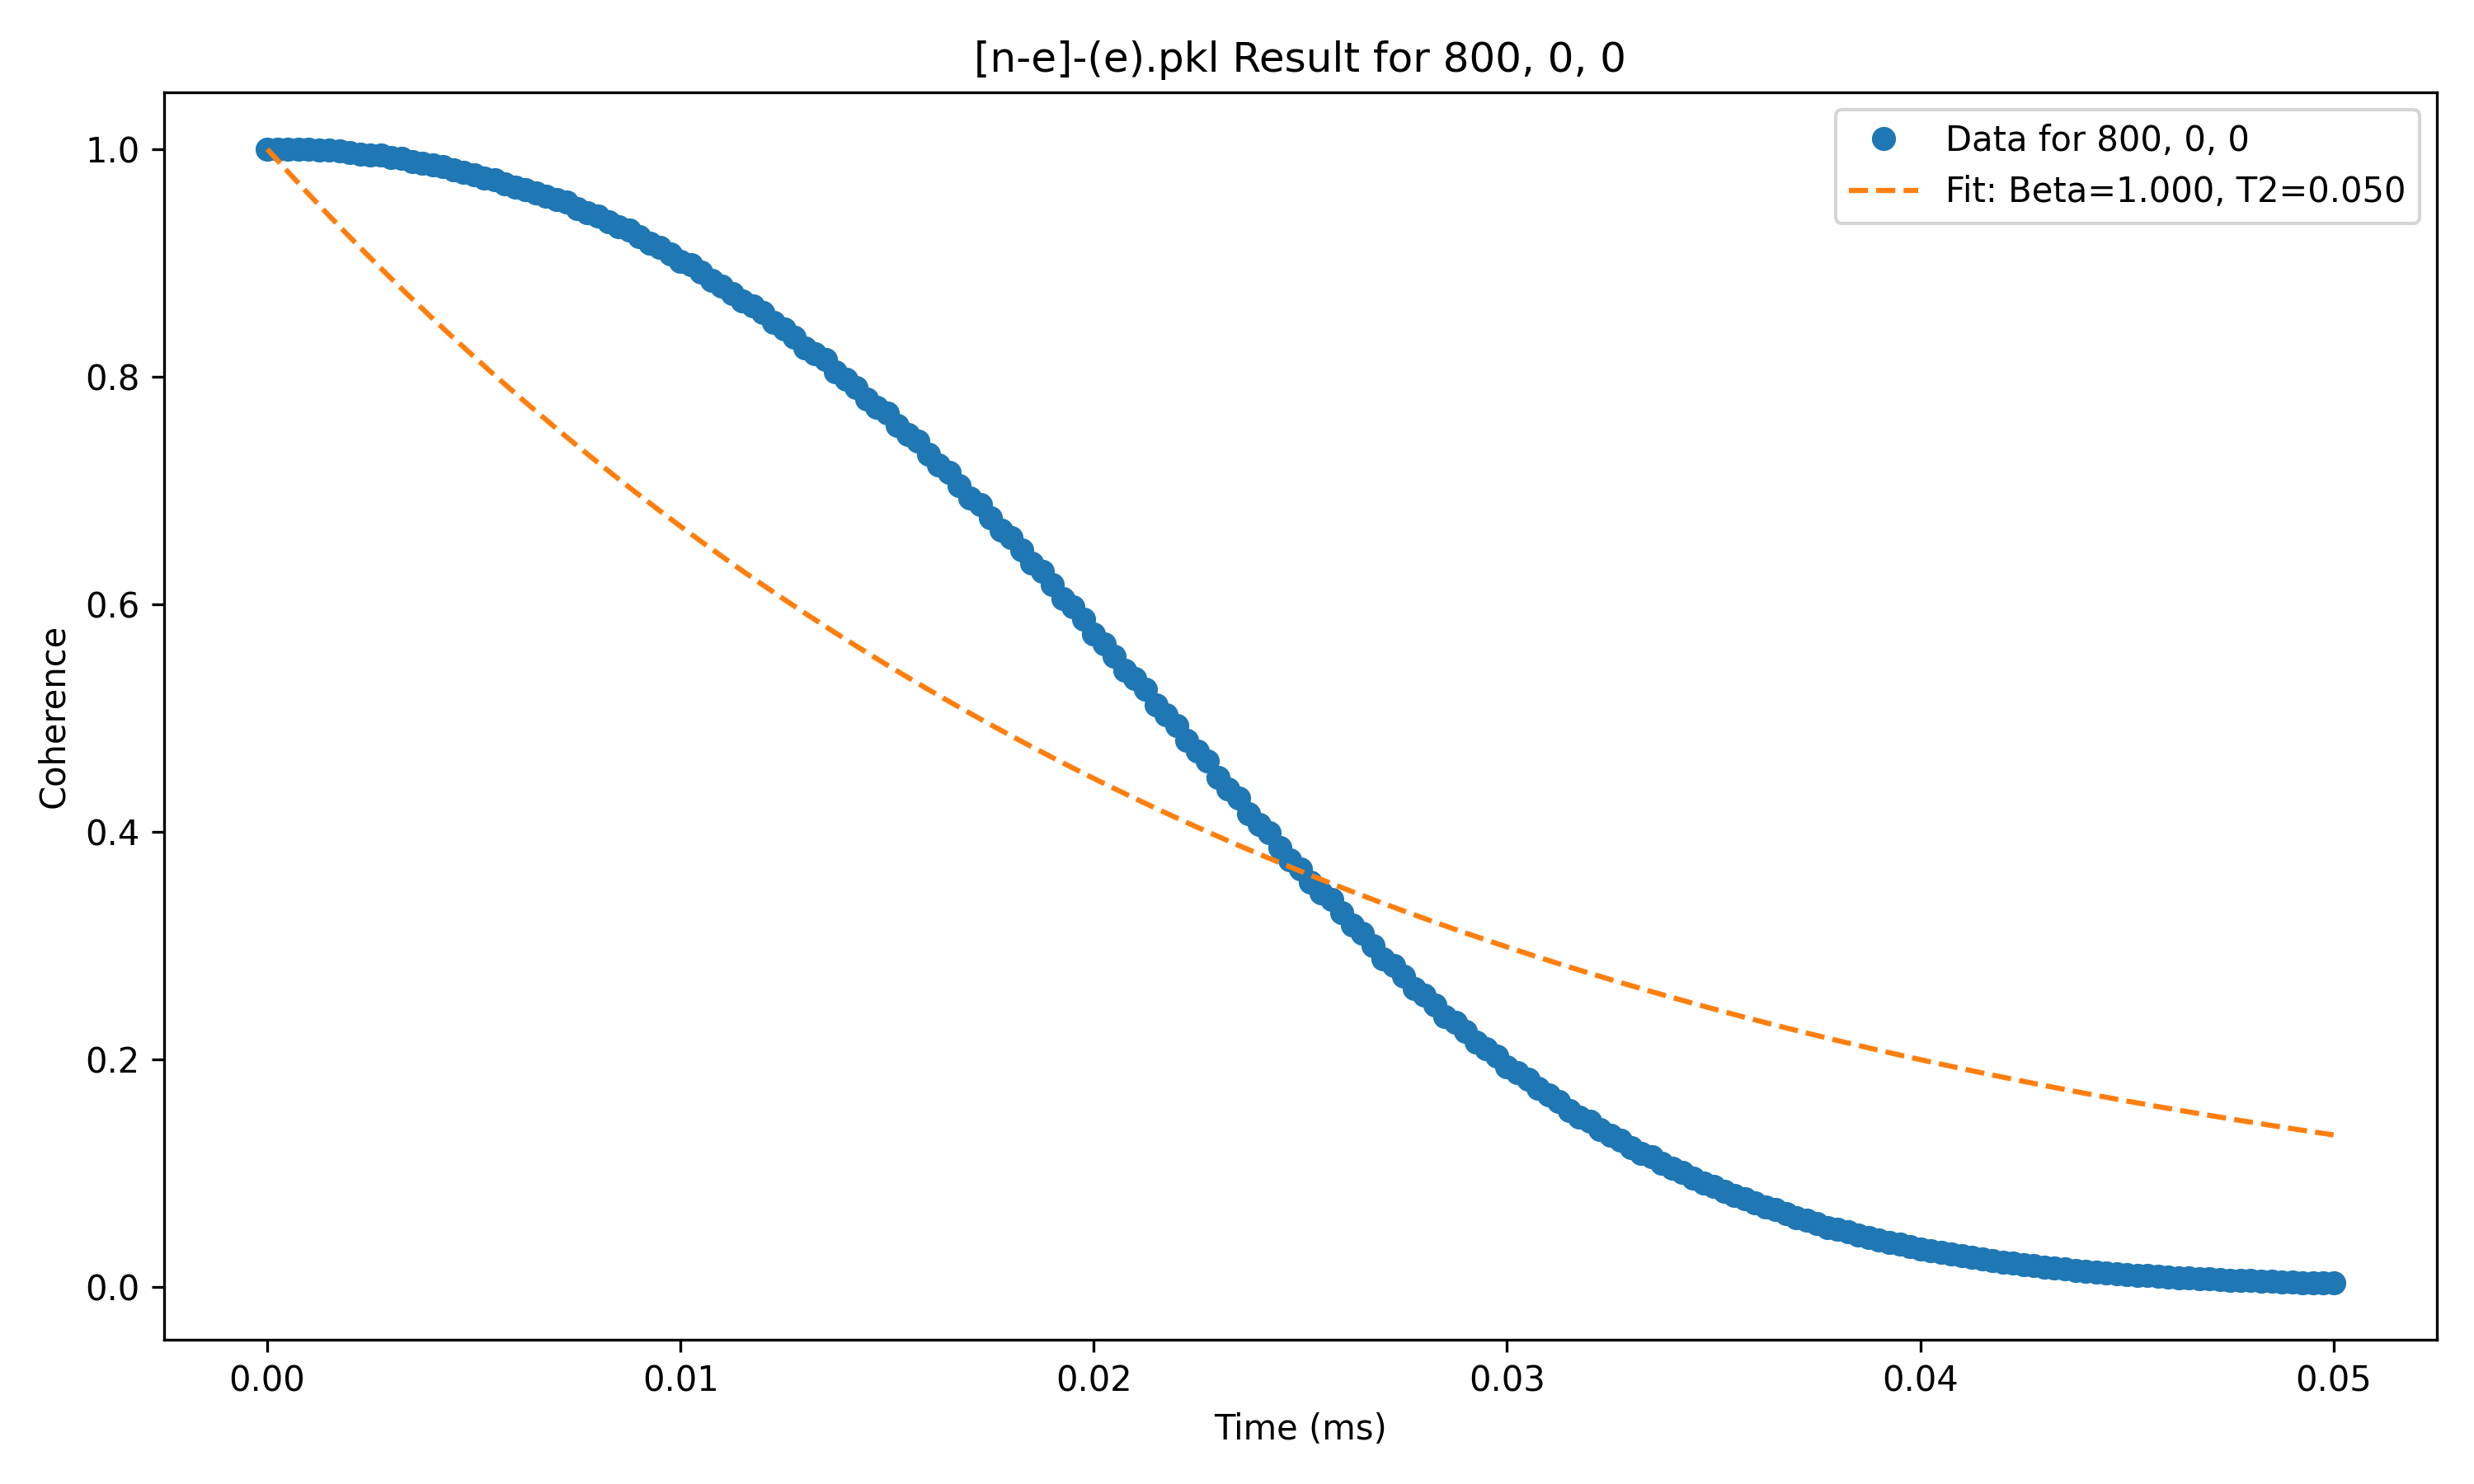 [n-e]-(e).pkl Result for 800, 0, 0
Data for 800, 0, 0
Fit: Beta=1.000, T2=0.050
Coherence
1.0
0.8
0.6
0.4
0.2
0.0
0.00 0.01 0.02 0.03 0.04 0.05
Time (ms)